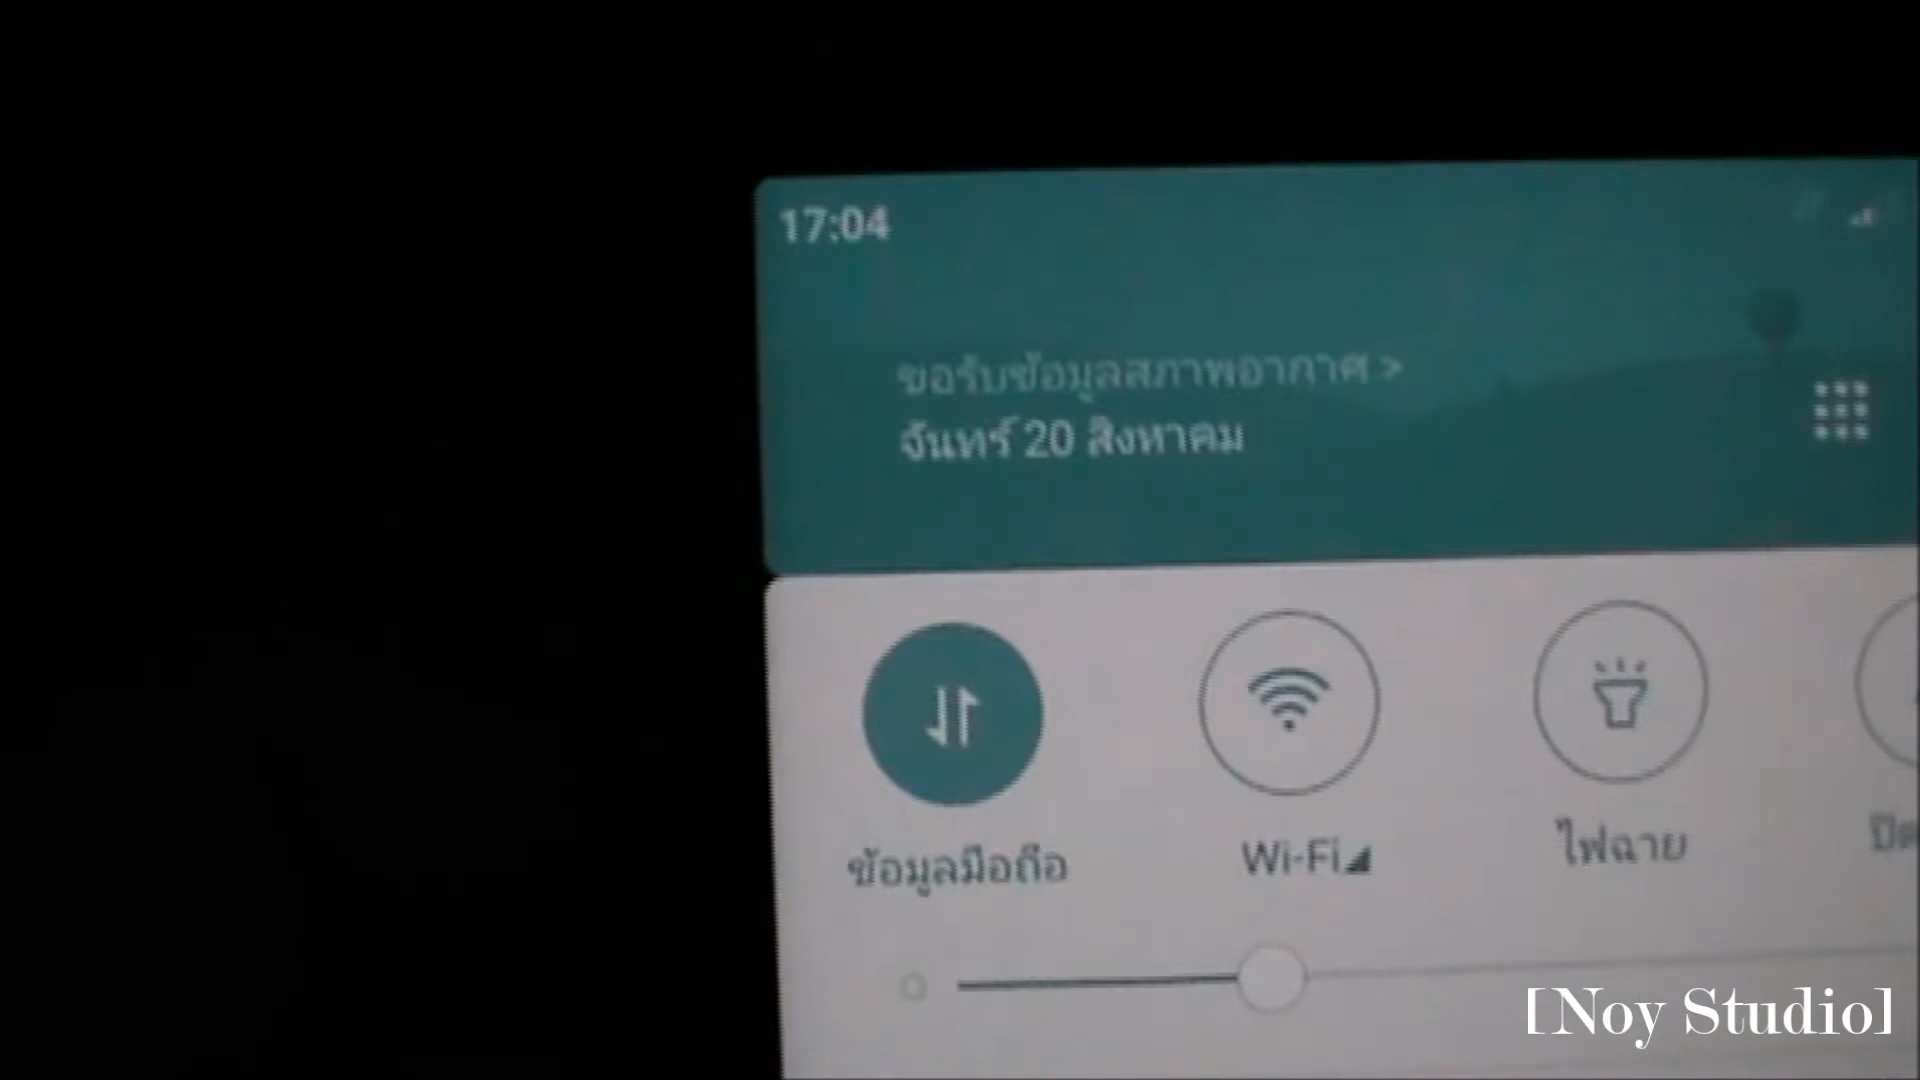 17:04
ขอรับข้อมูลสภาพอากาศ >
จันทร์ 20 สิงหาคม
ข้อมูลมือถือ
Wi-Fi
ไฟฉาย
[Noy Studio]